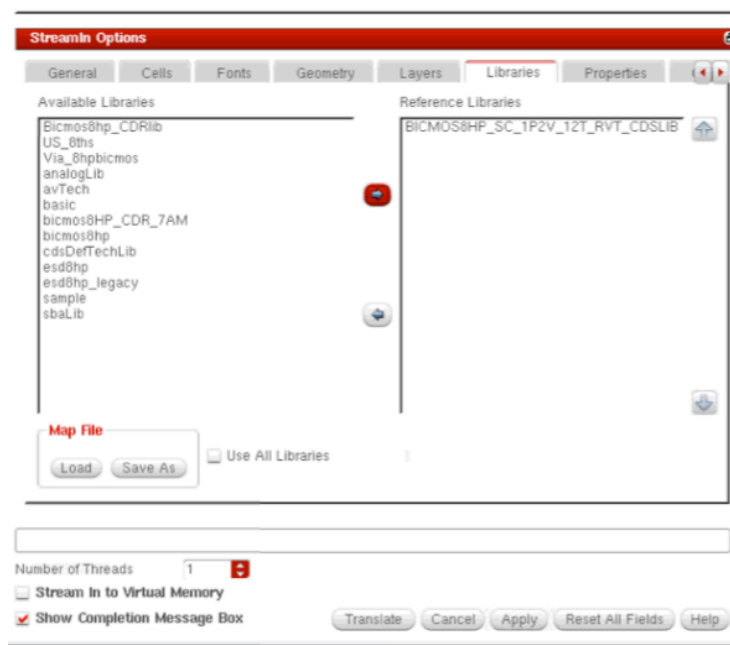 StreamIn Options
General Cells Fonts Geometry Layers Libraries Properties
Available Libraries
Reference Libraries
Bicmos8hp_CDRlib
US_8ths
Via_8hpbicmos
analogLib
avTech
basic
bicmos8HP_CDR_7AM
bicmos8hp
cdsDefTechLib
esd8hp
esd8hp_legacy
sample
sbaLib
BICMOS8HP_SC_1P2V_12T_RVT_CDSLIB
Map File
Load Save As
Use All Libraries
Number of Threads 1
Stream In to Virtual Memory
Show Completion Message Box
Translate Cancel Apply Reset All Fields Help